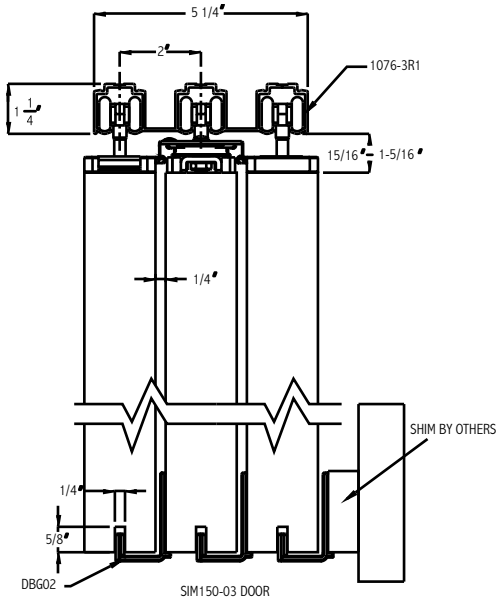 5 1/4"
2"
1076-3R1
1 1/4"
15/16" - 1-5/16"
1/4"
SHIM BY OTHERS
1/4"
5/8"
DBG02
SIM150-03 DOOR